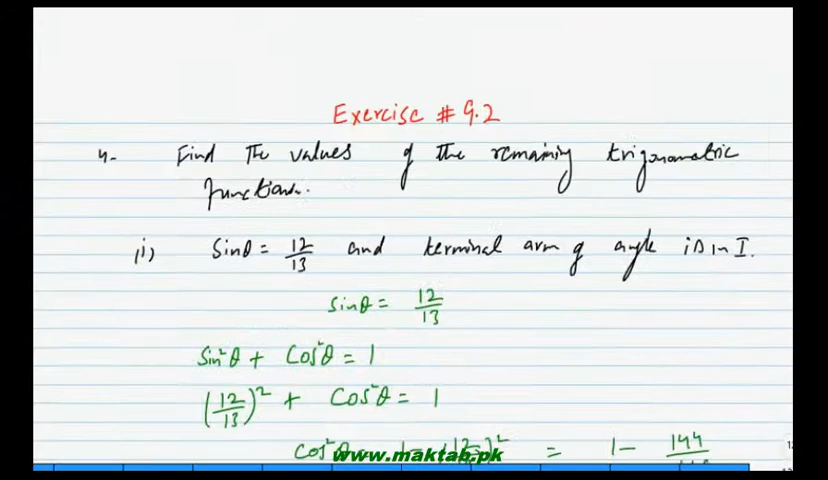 Exercise # 9.2
4- Find the values of the remaining trigonometric
functions.
(i) Sinθ = 12/13 and terminal arm of angle is in I.
sinθ = 12/13
Sin²θ + Cos²θ = 1
(12/13)² + Cos²θ = 1
Cos²θ = 1 - (12/13)² = 1 - 144/
www.maktab.pk